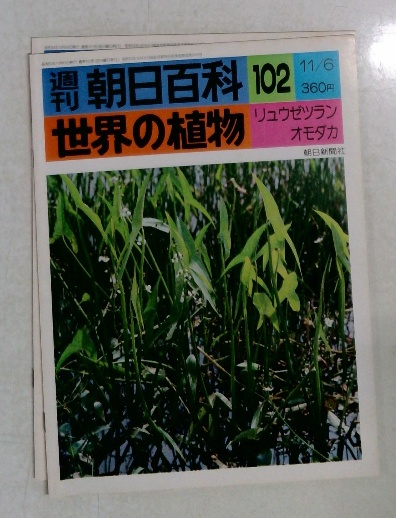 週刊 朝日百科 102 11/6
360円
世界の植物 リュウゼツラン
オモダカ
朝日新聞社